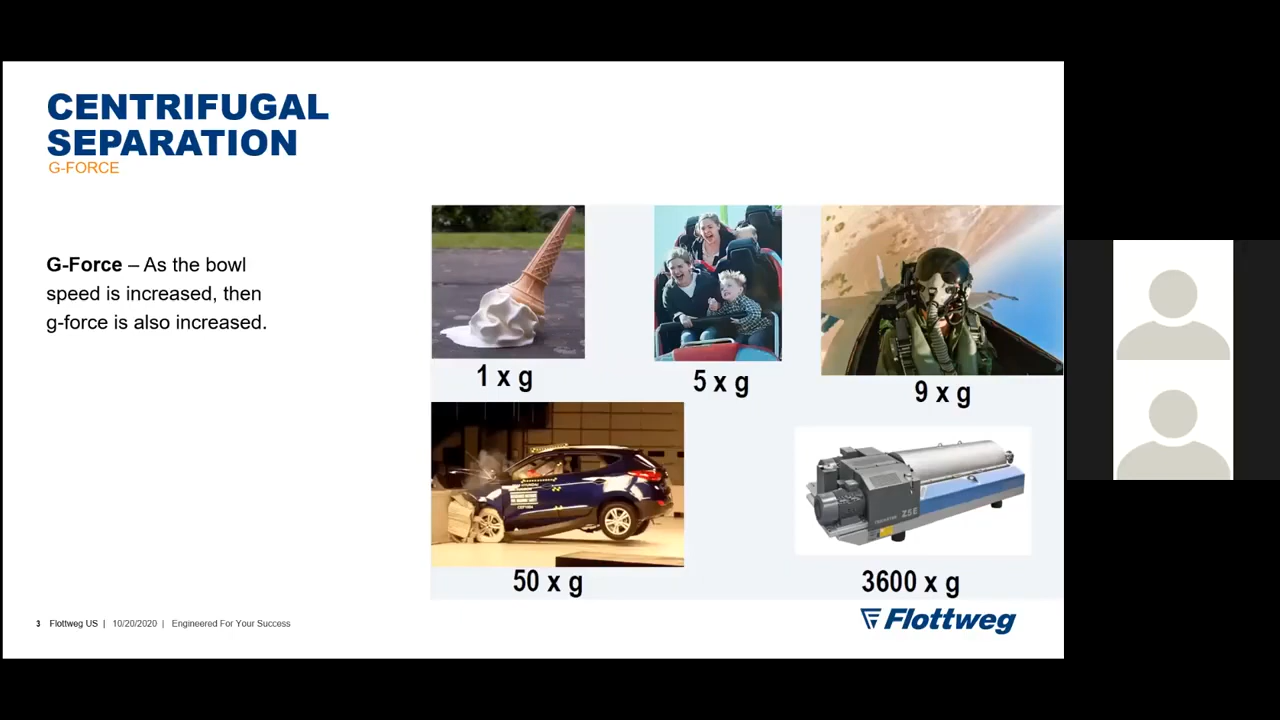 CENTRIFUGAL
SEPARATION
G-FORCE
G-Force – As the bowl
speed is increased, then
g-force is also increased.
1 x g
5 x g
9 x g
50 x g
Z5E
3600 x g
3 Flottweg US | 10/20/2020 | Engineered For Your Success
Flottweg